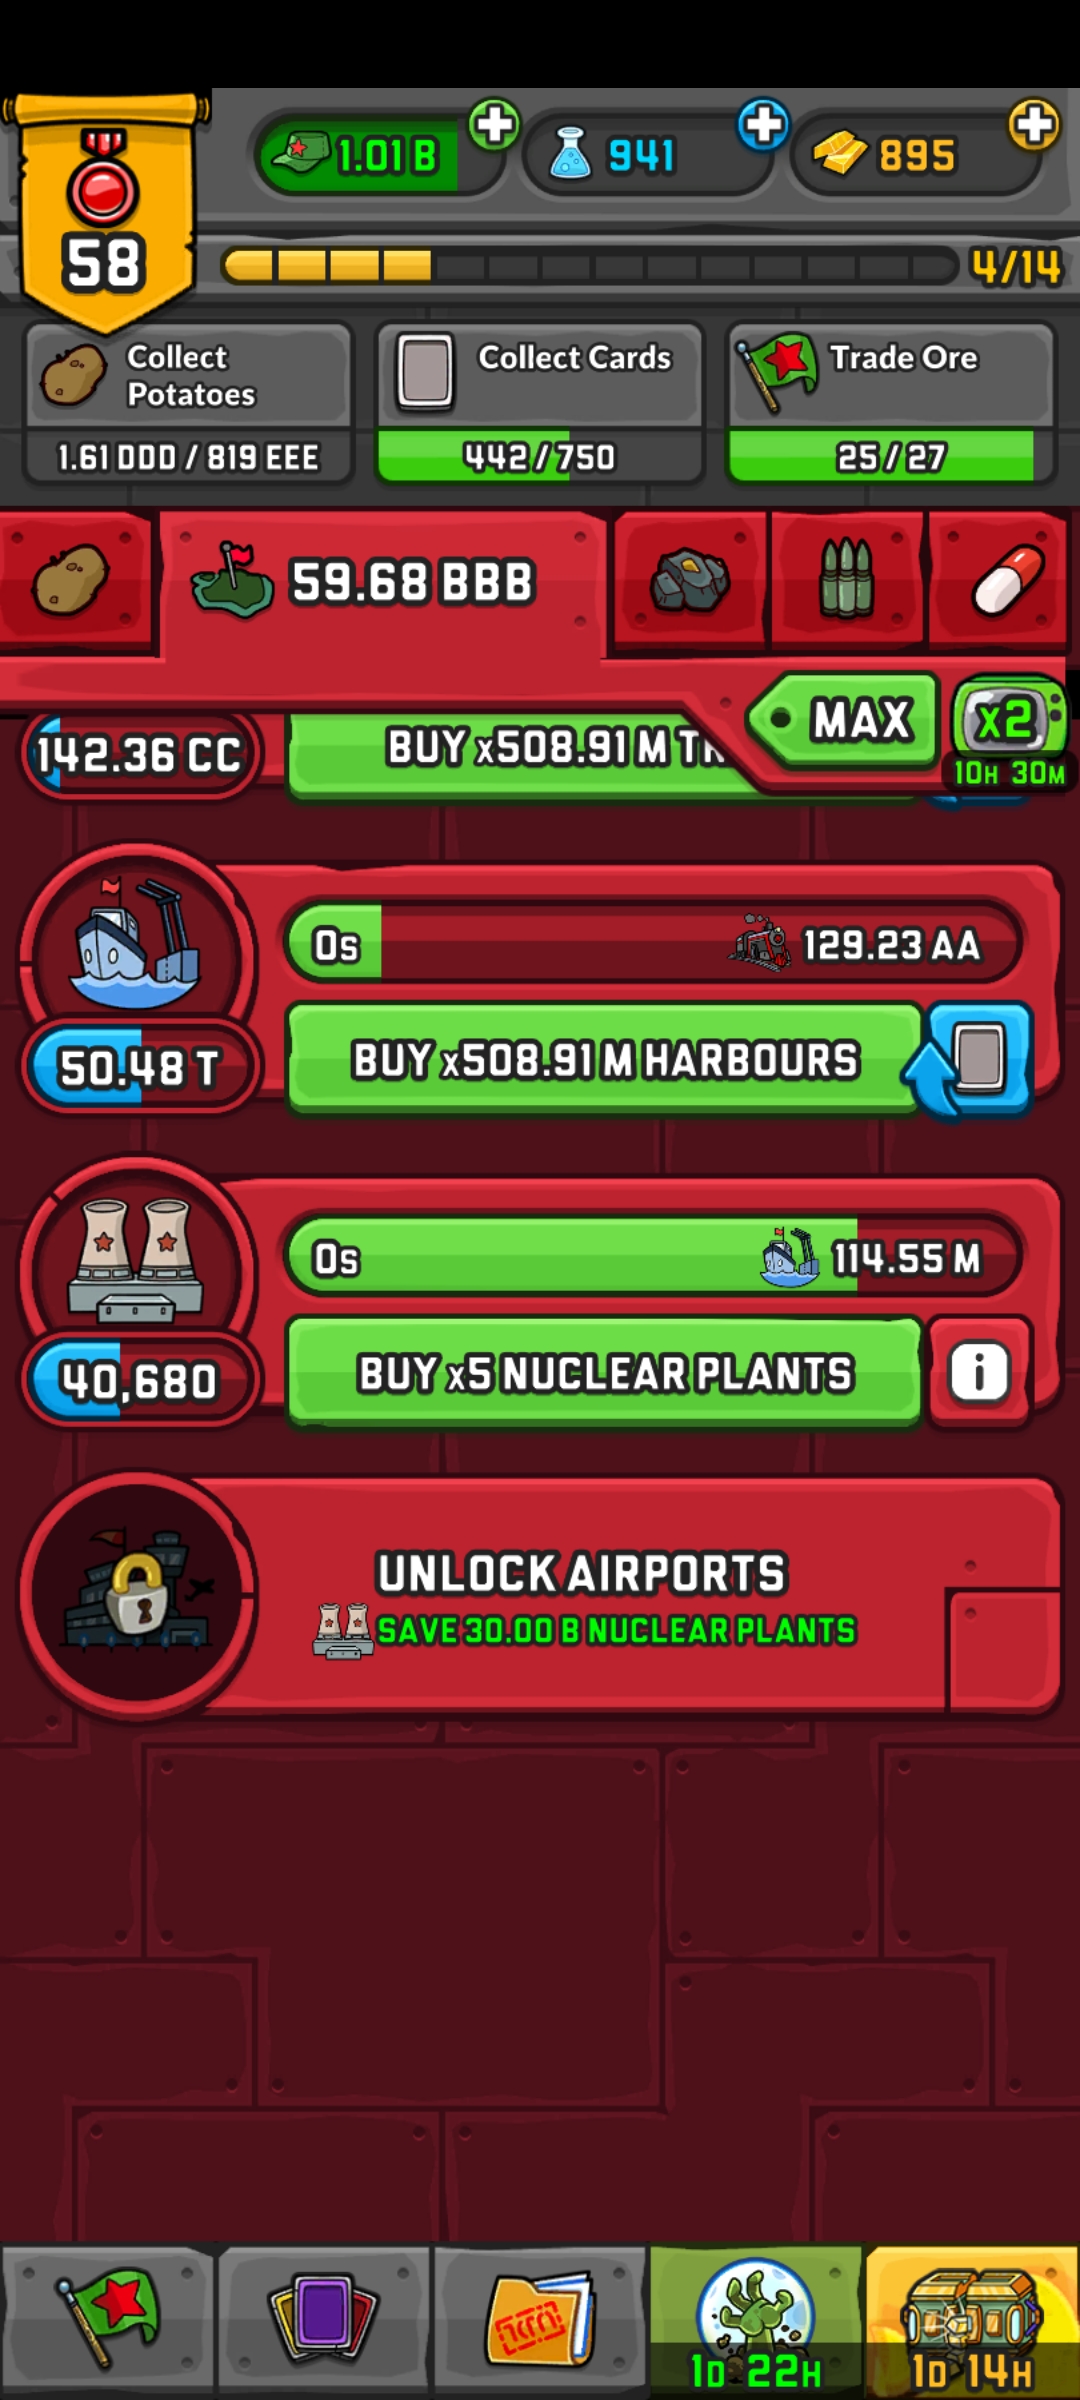 1.01 B
941
895
58
4/14
Collect
Potatoes
Collect Cards
Trade Ore
1.61 DDD / 819 EEE
442/750
25/27
59.68 BBB
MAX
x2
10H 30M
142.36 CC
BUY x508.91 M TR
0s
129.23 AA
50.48 T
BUY x508.91 M HARBOURS
0s
114.55 M
40,680
BUY x5 NUCLEAR PLANTS
i
UNLOCK AIRPORTS
SAVE 30.00 B NUCLEAR PLANTS
1D 22H
1D 14H